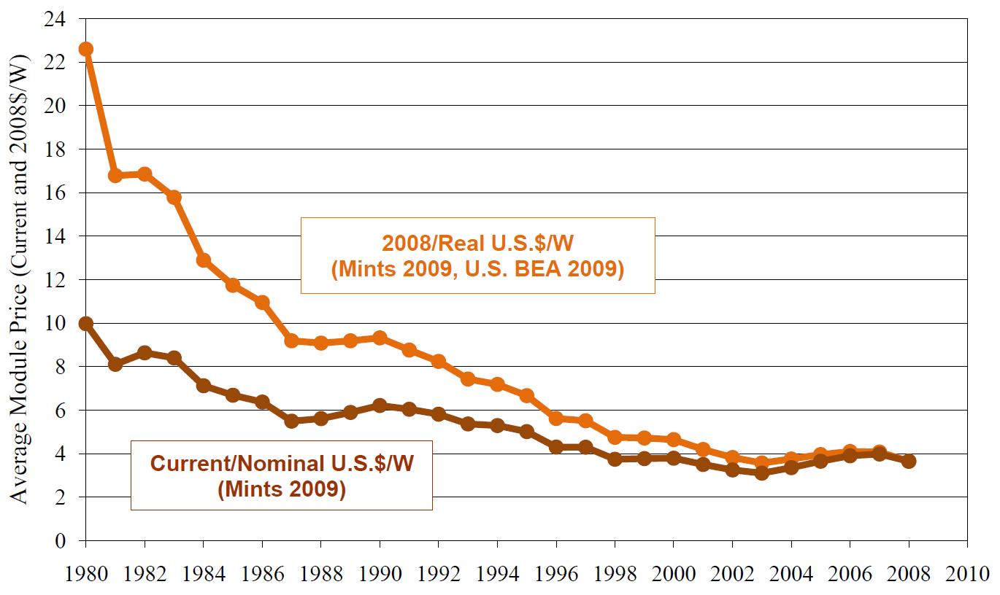 Average Module Price (Current and 2008$/W)
24
22
20
18
16
14
12
10
8
6
4
2
0
2008/Real U.S.$/W
(Mints 2009, U.S. BEA 2009)
Current/Nominal U.S.$/W
(Mints 2009)
1980 1982 1984 1986 1988 1990 1992 1994 1996 1998 2000 2002 2004 2006 2008 2010